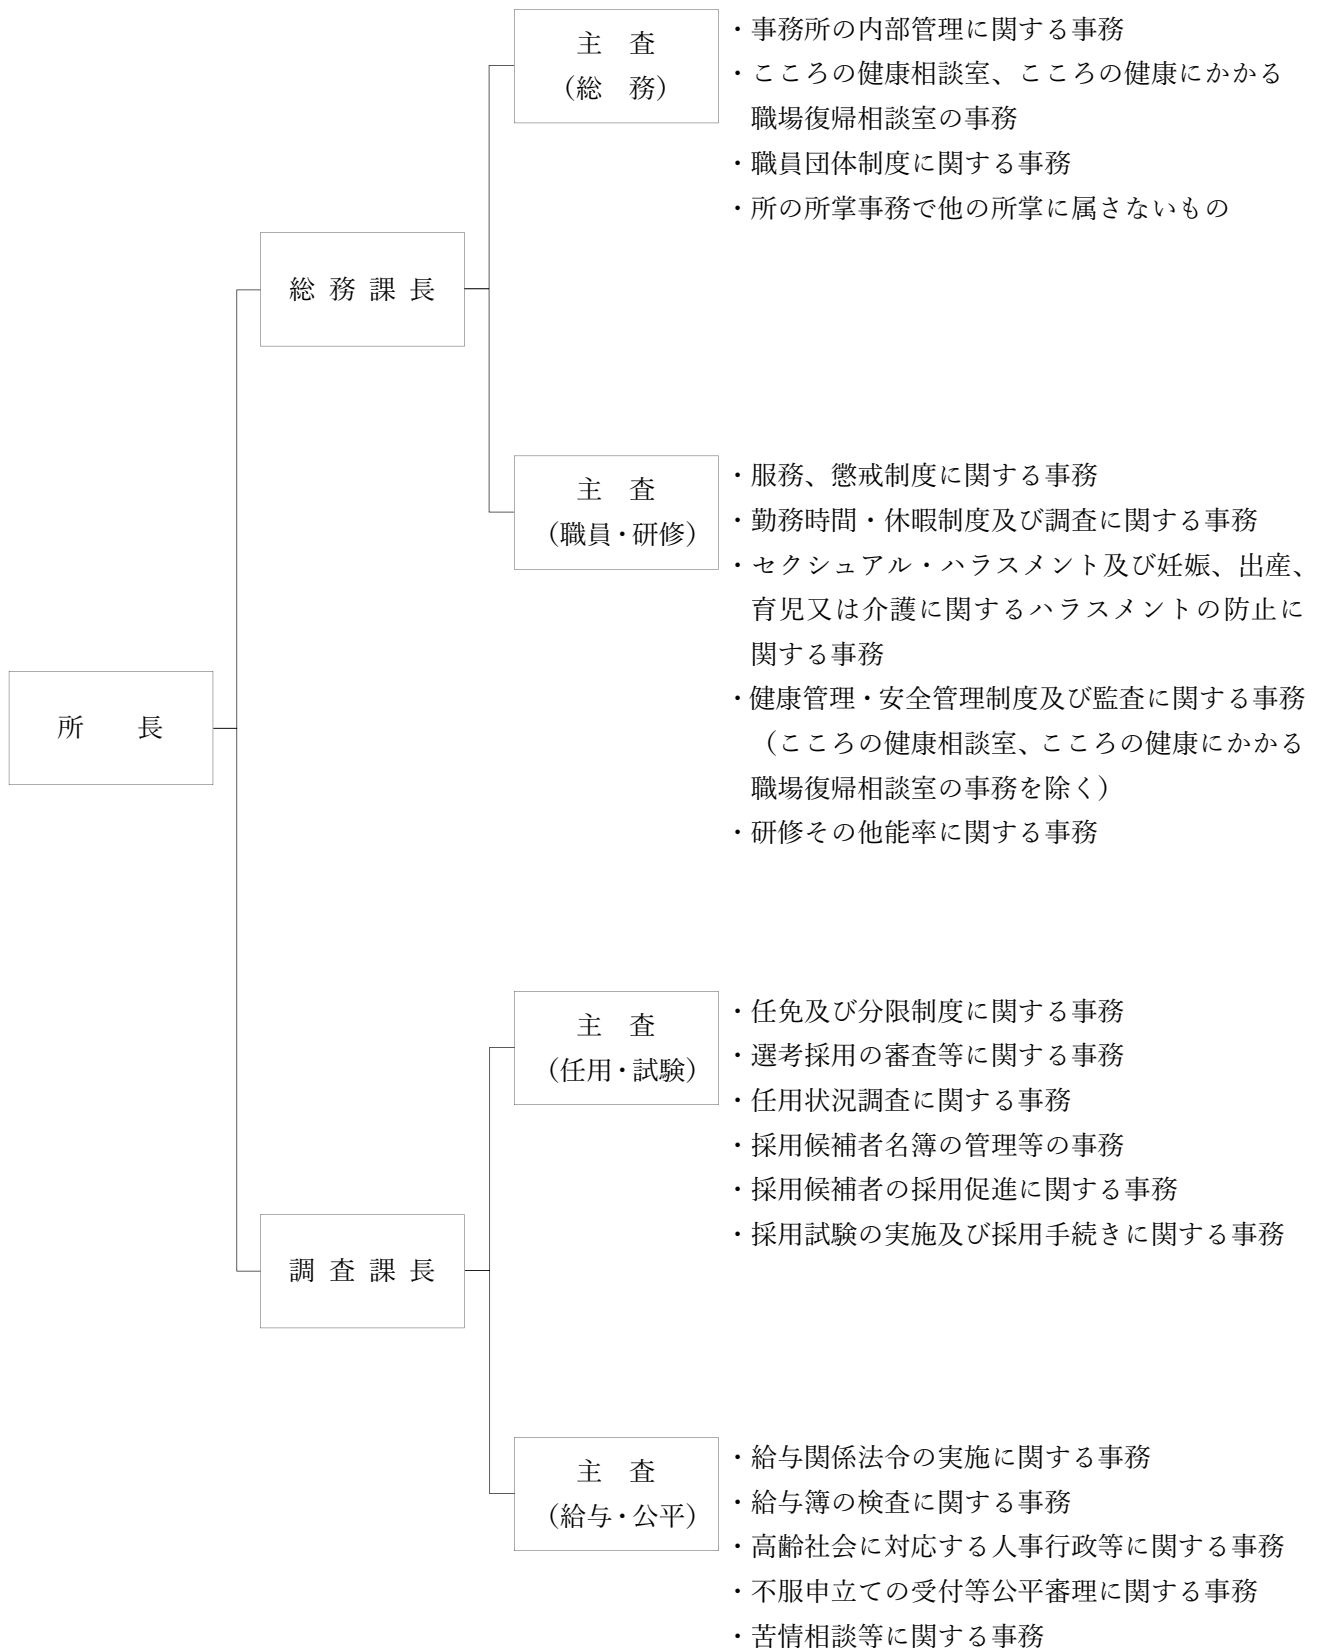 主　査
（総　務）
・事務所の内部管理に関する事務
・こころの健康相談室、こころの健康にかかる
職場復帰相談室の事務
・職員団体制度に関する事務
・所の所掌事務で他の所掌に属さないもの
総務課長
主　査
（職員・研修）
・服務、懲戒制度に関する事務
・勤務時間・休暇制度及び調査に関する事務
・セクシュアル・ハラスメント及び妊娠、出産、
育児又は介護に関するハラスメントの防止に
関する事務
・健康管理・安全管理制度及び監査に関する事務
（こころの健康相談室、こころの健康にかかる
職場復帰相談室の事務を除く）
・研修その他能率に関する事務
所　長
主　査
（任用・試験）
・任免及び分限制度に関する事務
・選考採用の審査等に関する事務
・任用状況調査に関する事務
・採用候補者名簿の管理等の事務
・採用候補者の採用促進に関する事務
・採用試験の実施及び採用手続きに関する事務
調査課長
主　査
（給与・公平）
・給与関係法令の実施に関する事務
・給与簿の検査に関する事務
・高齢社会に対応する人事行政等に関する事務
・不服申立ての受付等公平審理に関する事務
・苦情相談等に関する事務